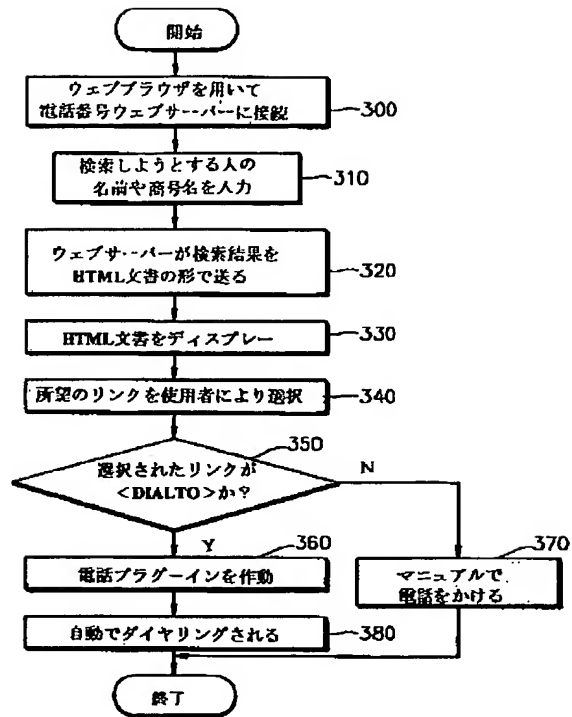 開始
ウェブブラウザを用いて
電話番号ウェブサーバーに接続
300
検索しようとする人の
名前や商号名を入力
310
ウェブサーバーが検索結果を
HTML文書の形で送る
320
HTML文書をディスプレー
330
所望のリンクを使用者により選択
340
350
選択されたリンクが
<DIALTO>か?
N
Y
360
電話プラグーインを作動
370
マニュアルで
電話をかける
自動でダイヤリングされる
380
終了